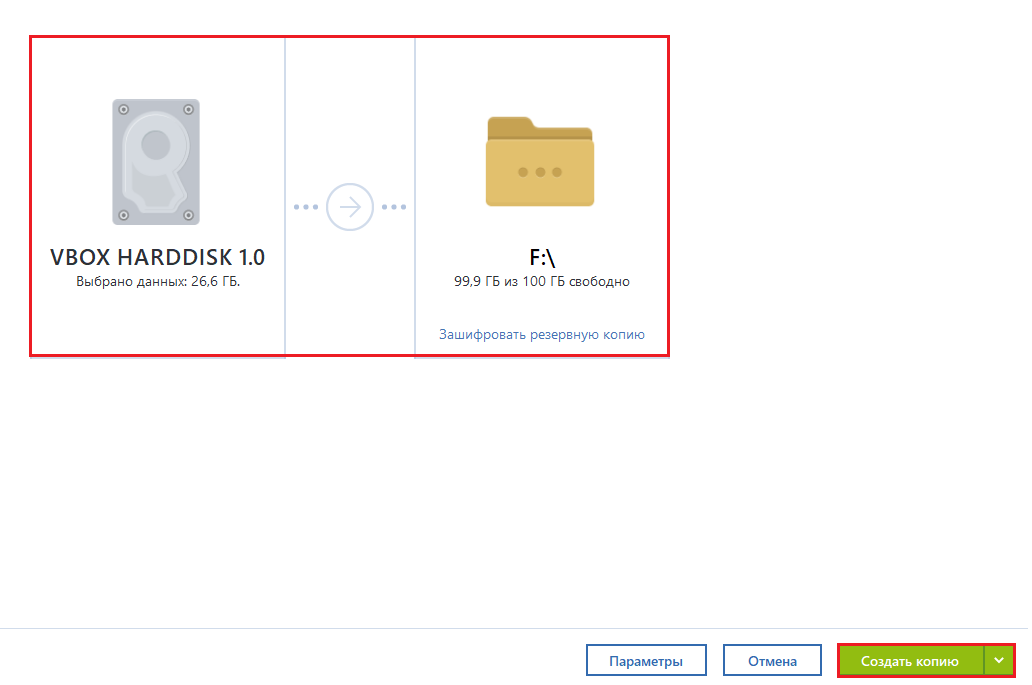 VBOX HARDDISK 1.0
Выбрано данных: 26,6 ГБ.
F:\
99,9 ГБ из 100 ГБ свободно
Зашифровать резервную копию
Параметры
Отмена
Создать копию